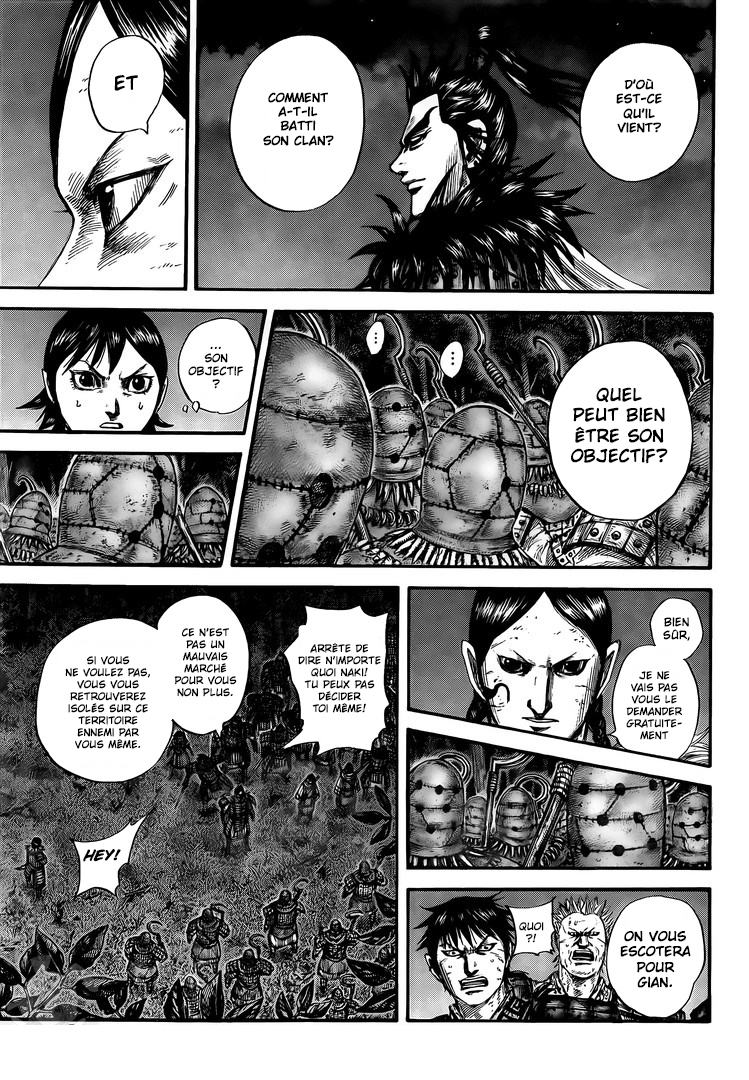 D'OÙ
EST-CE
QU'IL
VIENT?
COMMENT
A-T-IL
BATTI
SON CLAN?
ET
QUEL
PEUT BIEN
ÊTRE SON
OBJECTIF?
...
...
...
SON
OBJECTIF
?
BIEN
SÛR,
JE NE
VAIS PAS
VOUS LE
DEMANDER
GRATUITE-
MENT
ON VOUS
ESCOTERA
POUR
GIAN.
QUOI
?!
ARRÊTE DE
DIRE N'IMPORTE
QUOI NAKI!
TU PEUX PAS
DÉCIDER
TOI MÊME!
CE N'EST
PAS UN
MAUVAIS
MARCHÉ
POUR VOUS
NON PLUS.
SI VOUS
NE VOULEZ PAS,
VOUS VOUS
RETROUVEREZ
ISOLÉS SUR CE
TERRITOIRE
ENNEMI PAR
VOUS MÊME.
HEY!